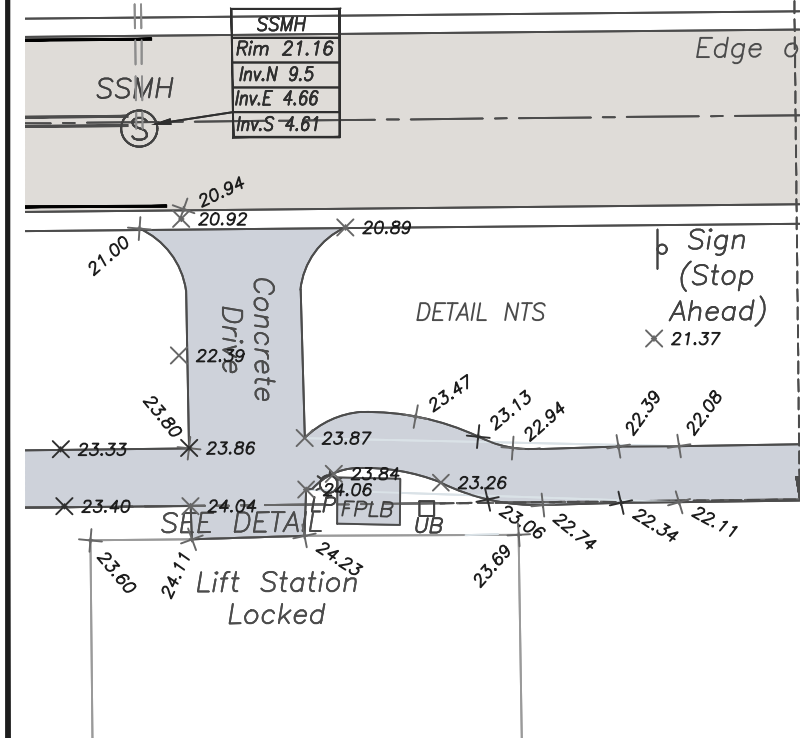 SSMH
Rim 21.16
Inv.N 9.5
Inv.E 4.66
Inv.S 4.61
Edge o
SSMH
S
20.94
20.92
21.00
20.89
Sign
(Stop
Ahead)
21.37
DETAIL NTS
Concrete
Drive
22.39
23.47
23.13
22.94
22.39
22.08
23.80
23.86
23.87
23.33
23.84
24.06
23.26
23.40
24.04
LP
FPLB
UB
SEE DETAIL
23.06
22.74
22.34
22.11
23.60
24.11
24.23
23.69
Lift Station
Locked